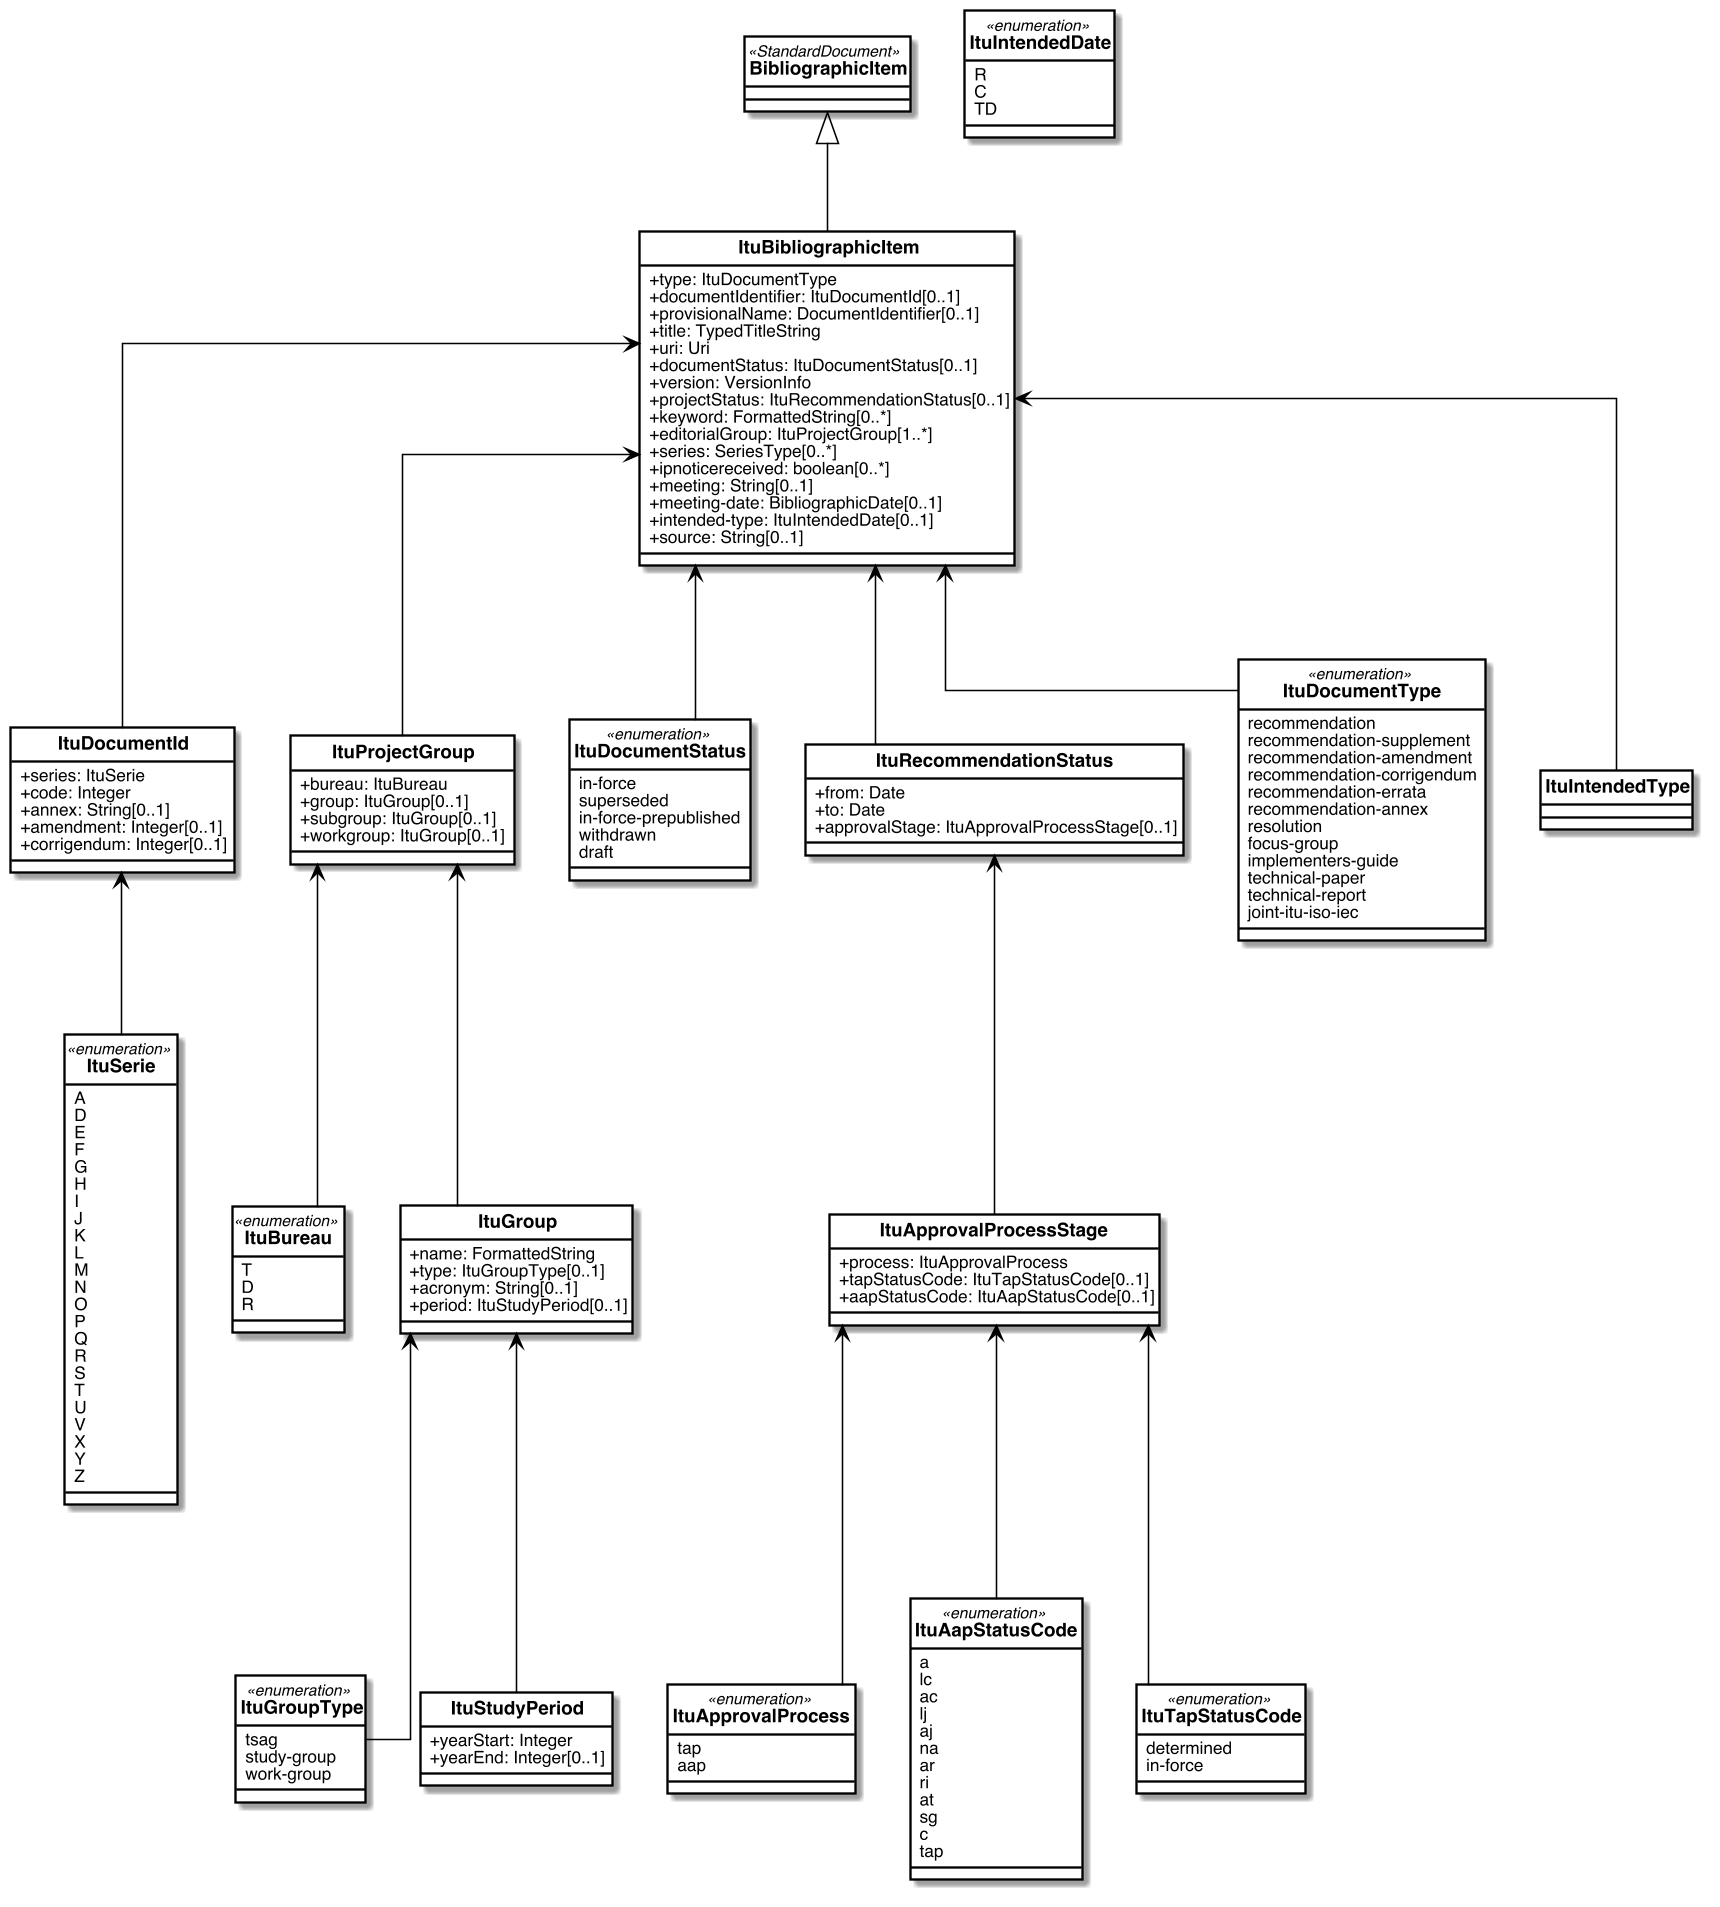 «enumeration»
ItuIntendedDate
R
C
TD
«StandardDocument»
BibliographicItem
ItuBibliographicItem
+type: ItuDocumentType
+documentIdentifier: ItuDocumentId[0..1]
+provisionalName: DocumentIdentifier[0..1]
+title: TypedTitleString
+uri: Uri
+documentStatus: ItuDocumentStatus[0..1]
+version: VersionInfo
+projectStatus: ItuRecommendationStatus[0..1]
+keyword: FormattedString[0..*]
+editorialGroup: ItuProjectGroup[1..*]
+series: SeriesType[0..*]
+ipnoticereceived: boolean[0..*]
+meeting: String[0..1]
+meeting-date: BibliographicDate[0..1]
+intended-type: ItuIntendedDate[0..1]
+source: String[0..1]
ItuDocumentId
+series: ItuSerie
+code: Integer
+annex: String[0..1]
+amendment: Integer[0..1]
+corrigendum: Integer[0..1]
ItuProjectGroup
+bureau: ItuBureau
+group: ItuGroup[0..1]
+subgroup: ItuGroup[0..1]
+workgroup: ItuGroup[0..1]
«enumeration»
ItuDocumentStatus
in-force
superseded
in-force-prepublished
withdrawn
draft
ItuRecommendationStatus
+from: Date
+to: Date
+approvalStage: ItuApprovalProcessStage[0..1]
«enumeration»
ItuDocumentType
recommendation
recommendation-supplement
recommendation-amendment
recommendation-corrigendum
recommendation-errata
recommendation-annex
resolution
focus-group
implementers-guide
technical-paper
technical-report
joint-itu-iso-iec
ItuIntendedType
«enumeration»
ItuSerie
A
D
E
F
G
H
I
J
K
L
M
N
O
P
Q
R
S
T
U
V
X
Y
Z
«enumeration»
ItuBureau
T
D
R
ItuGroup
+name: FormattedString
+type: ItuGroupType[0..1]
+acronym: String[0..1]
+period: ItuStudyPeriod[0..1]
ItuApprovalProcessStage
+process: ItuApprovalProcess
+tapStatusCode: ItuTapStatusCode[0..1]
+aapStatusCode: ItuAapStatusCode[0..1]
«enumeration»
ItuGroupType
tsag
study-group
work-group
ItuStudyPeriod
+yearStart: Integer
+yearEnd: Integer[0..1]
«enumeration»
ItuApprovalProcess
tap
aap
«enumeration»
ItuAapStatusCode
a
lc
ac
lj
aj
na
ar
ri
at
sg
c
tap
«enumeration»
ItuTapStatusCode
determined
in-force